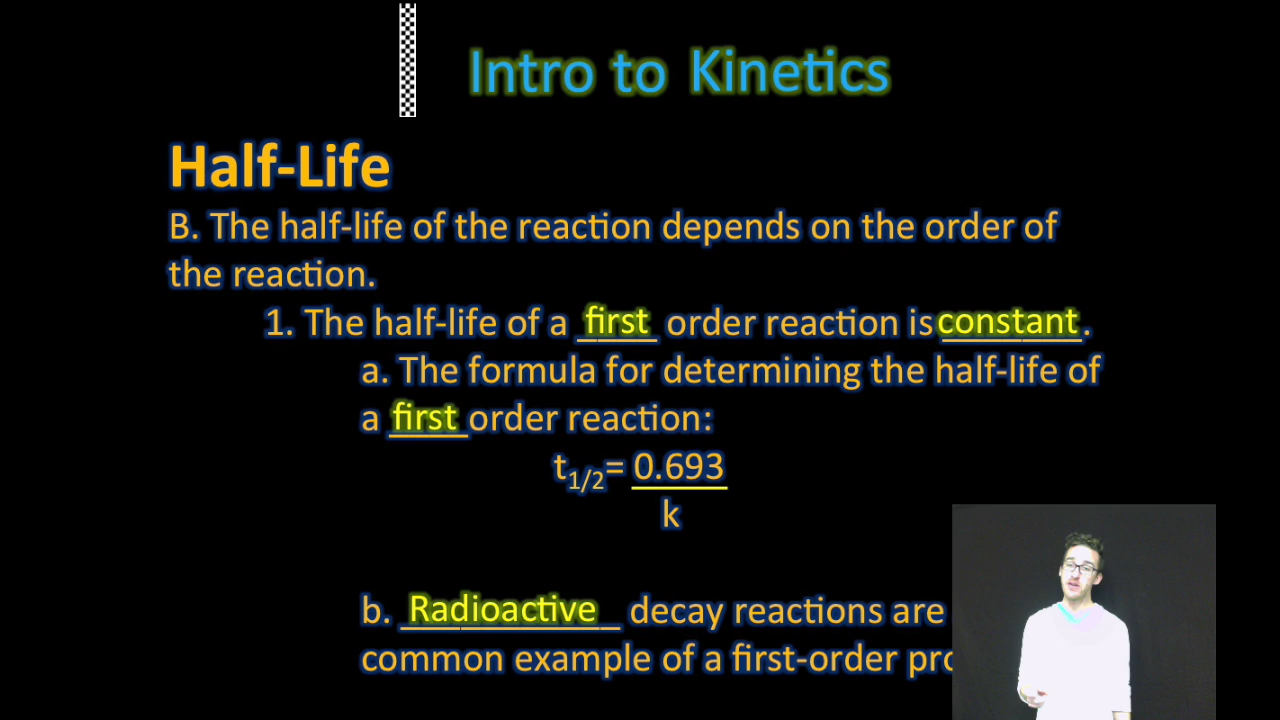 Intro to Kinetics
Half-Life
B. The half-life of the reaction depends on the order of
the reaction.
1. The half-life of a first order reaction is constant.
a. The formula for determining the half-life of
a first order reaction:
t1/2= 0.693
k
b. Radioactive decay reactions are
common example of a first-order